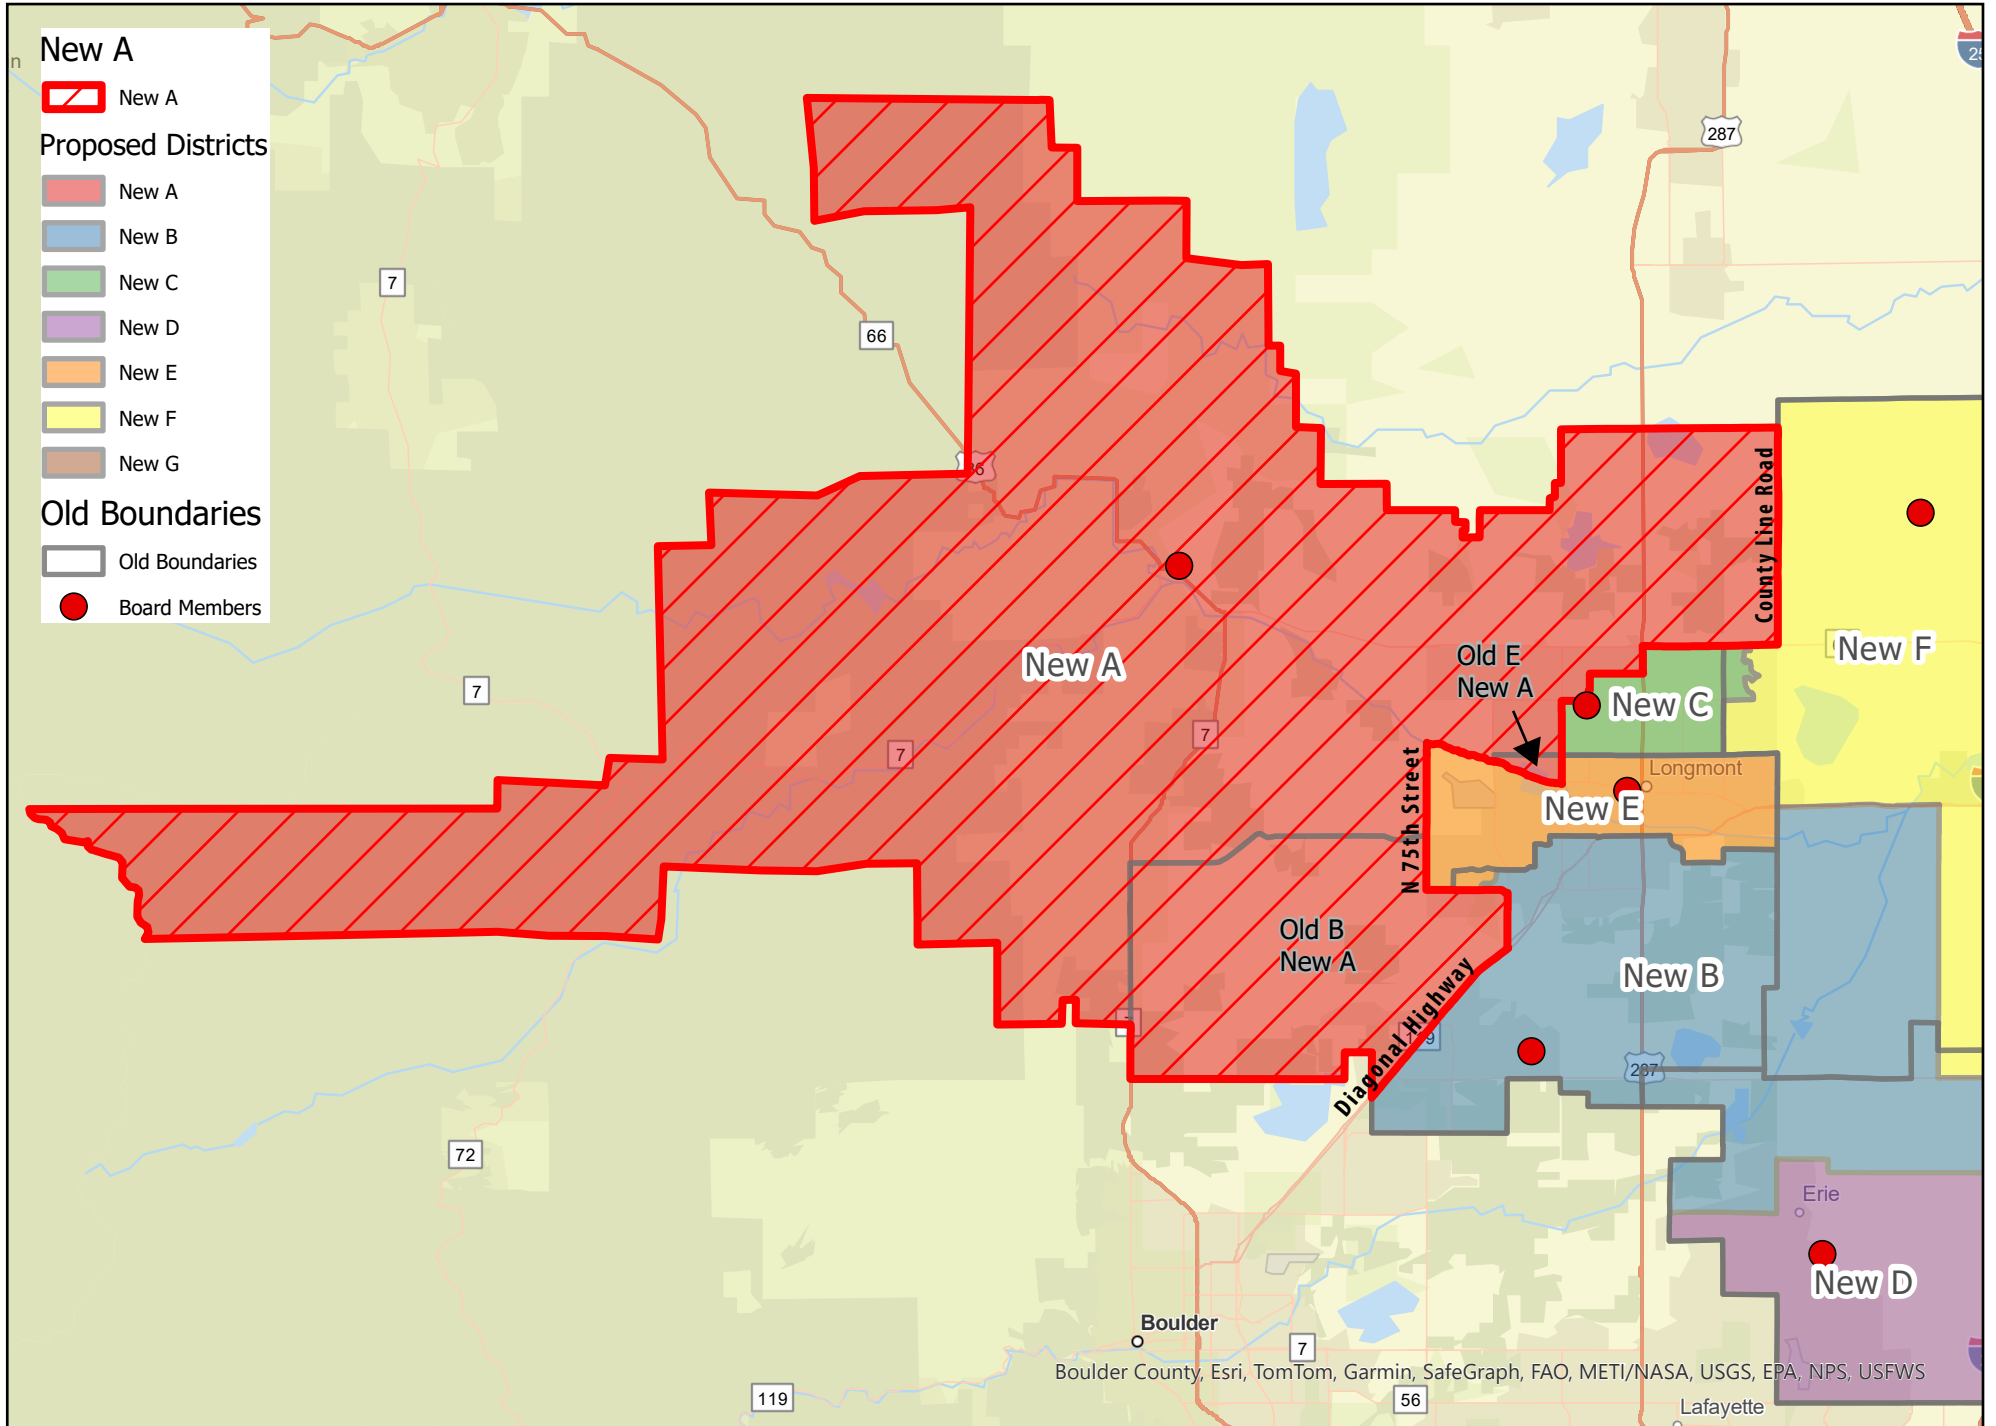 New A
New A
Proposed Districts
New A
New B
New C
New D
New E
New F
New G
Old Boundaries
Old Boundaries
Board Members
n
287
7
66
36
County Line Road
New F
Old E
New A
New A
7
7
7
New C
Longmont
New E
N 75th Street
Old B
New A
New B
Diagonal Highway
7
287
72
Erie
New D
Boulder
7
Boulder County, Esri, TomTom, Garmin, SafeGraph, FAO, METI/NASA, USGS, EPA, NPS, USFWS
119
56
Lafayette